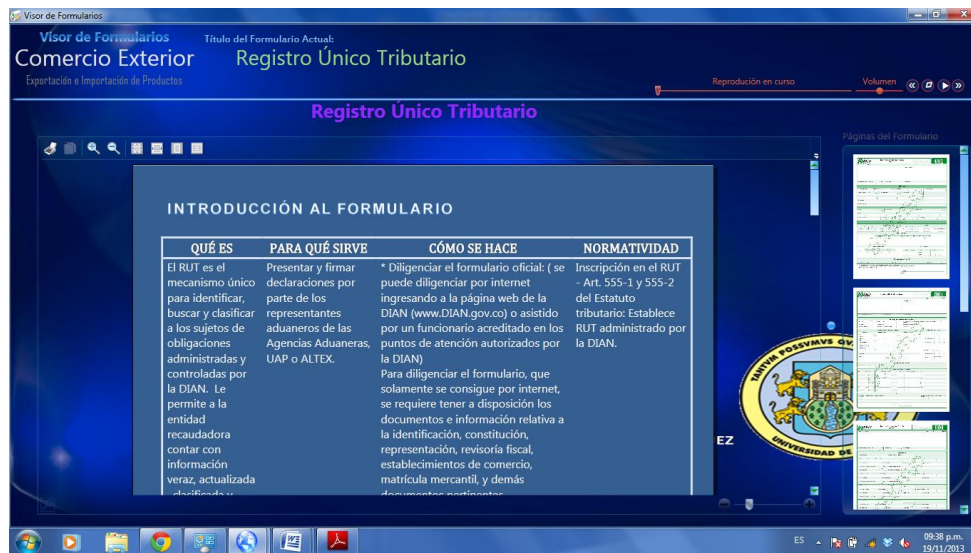 Visor de Formularios
Visor de Formularios
Título del Formulario Actual:
Comercio Exterior
Registro Único Tributario
Exportación e Importación de Productos
Reprodución en curso
Volumen
Registro Único Tributario
Páginas del Formulario
INTRODUCCIÓN AL FORMULARIO
QUÉ ES
El RUT es el
mecanismo único
para identificar,
buscar y clasificar
a los sujetos de
obligaciones
administradas y
controladas por
la DIAN. Le
permite a la
entidad
recaudadora
contar con
información
veraz, actualizada
, clasificada y
PARA QUÉ SIRVE
Presentar y firmar
declaraciones por
parte de los
representantes
aduaneros de las
Agencias Aduaneras,
UAP o ALTEX.
CÓMO SE HACE
* Diligenciar el formulario oficial: ( se
puede diligenciar por internet
ingresando a la página web de la
DIAN (www.DIAN.gov.co) o asistido
por un funcionario acreditado en los
puntos de atención autorizados por
la DIAN)
Para diligenciar el formulario, que
solamente se consigue por internet,
se requiere tener a disposición los
documentos e información relativa a
la identificación, constitución,
representación, revisoría fiscal,
establecimientos de comercio,
matrícula mercantil, y demás
documentos pertinentes
NORMATIVIDAD
Inscripción en el RUT
- Art. 555-1 y 555-2
del Estatuto
tributario: Establece
RUT administrado por
la DIAN.
TANTVM POSSVMVS QV
EZ
UNIVERSIDAD DE
ES
09:38 p.m.
19/11/2013